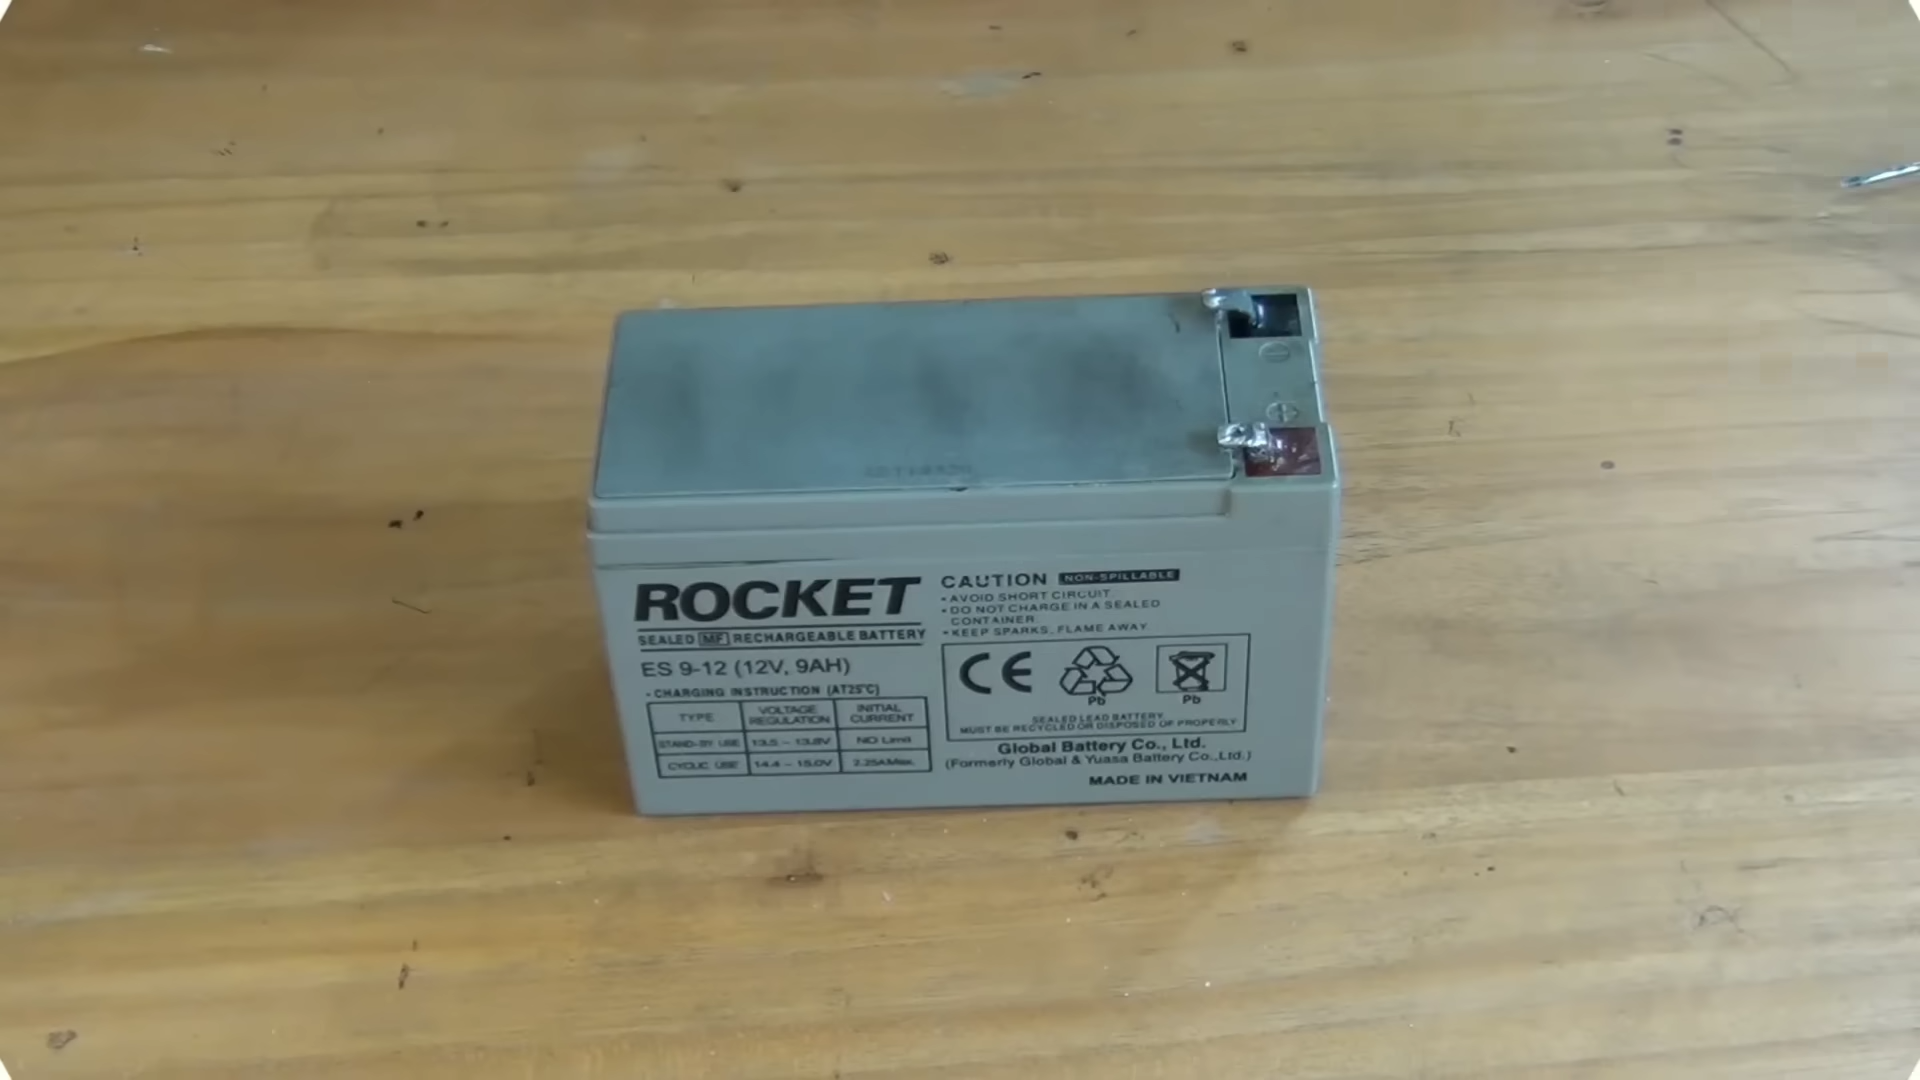 ROCKET
SEALED MF RECHARGEABLE BATTERY
ES 9-12 (12V, 9AH)
• CHARGING INSTRUCTION (AT25°C)
TYPE VOLTAGE REGULATION INITIAL CURRENT
STAND-BY USE 13.5 ~ 13.8V NO Limit
CYCLIC USE 14.4 ~ 15.0V 2.25A Max.
CAUTION NON-SPILLABLE
• AVOID SHORT CIRCUIT.
• DO NOT CHARGE IN A SEALED
CONTAINER.
• KEEP SPARKS, FLAME AWAY.
CE
Pb
Pb
SEALED LEAD BATTERY
MUST BE RECYCLED OR DISPOSED OF PROPERLY
Global Battery Co., Ltd.
(Formerly Global & Yuasa Battery Co.,Ltd.)
MADE IN VIETNAM